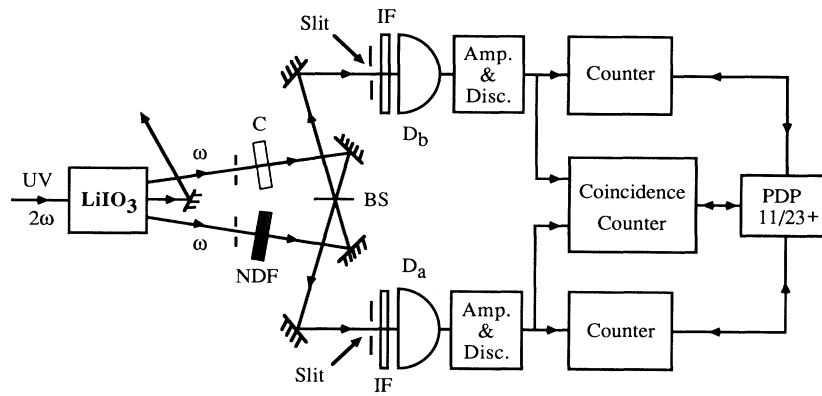 Slit
IF
D_b
Amp.
&
Disc.
Counter
C
ω
UV
2ω
LiIO₃
BS
Coincidence
Counter
PDP
11/23+
ω
NDF
D_a
Amp.
&
Disc.
Counter
Slit
IF